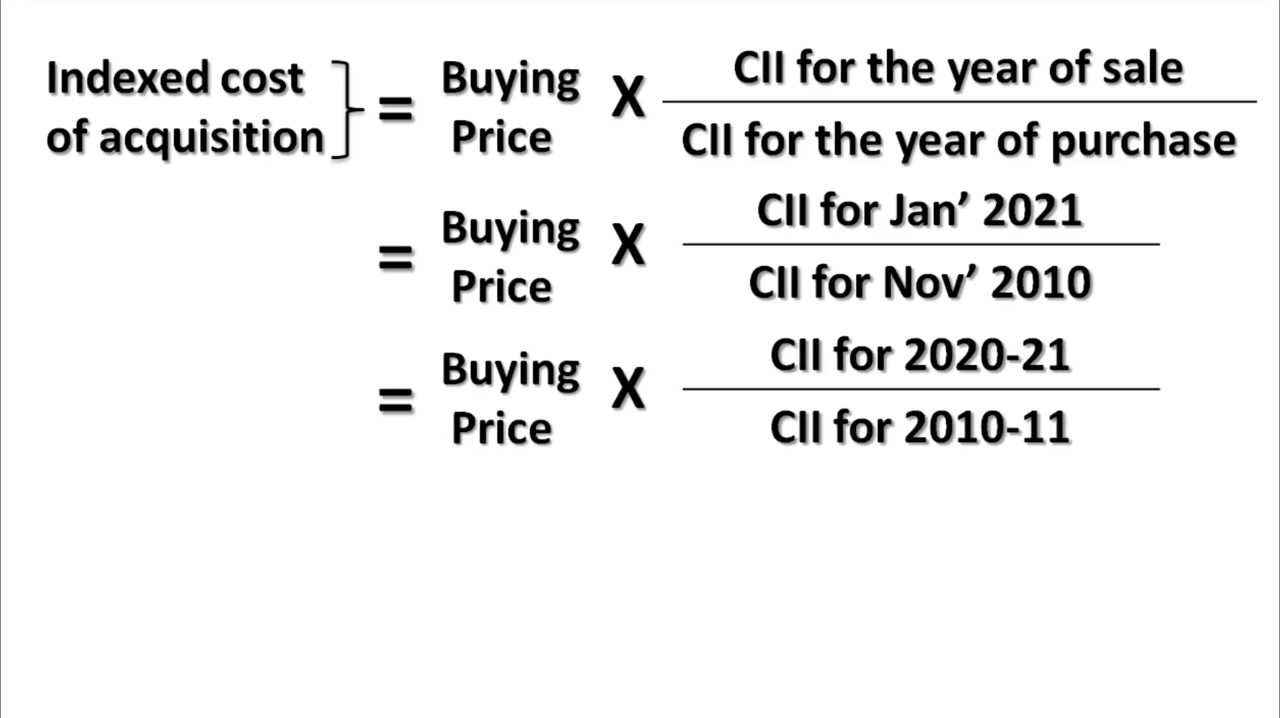 Indexed cost
of acquisition
= Buying
Price X CII for the year of sale
CII for the year of purchase
= Buying
Price X CII for Jan’ 2021
CII for Nov’ 2010
= Buying
Price X CII for 2020-21
CII for 2010-11